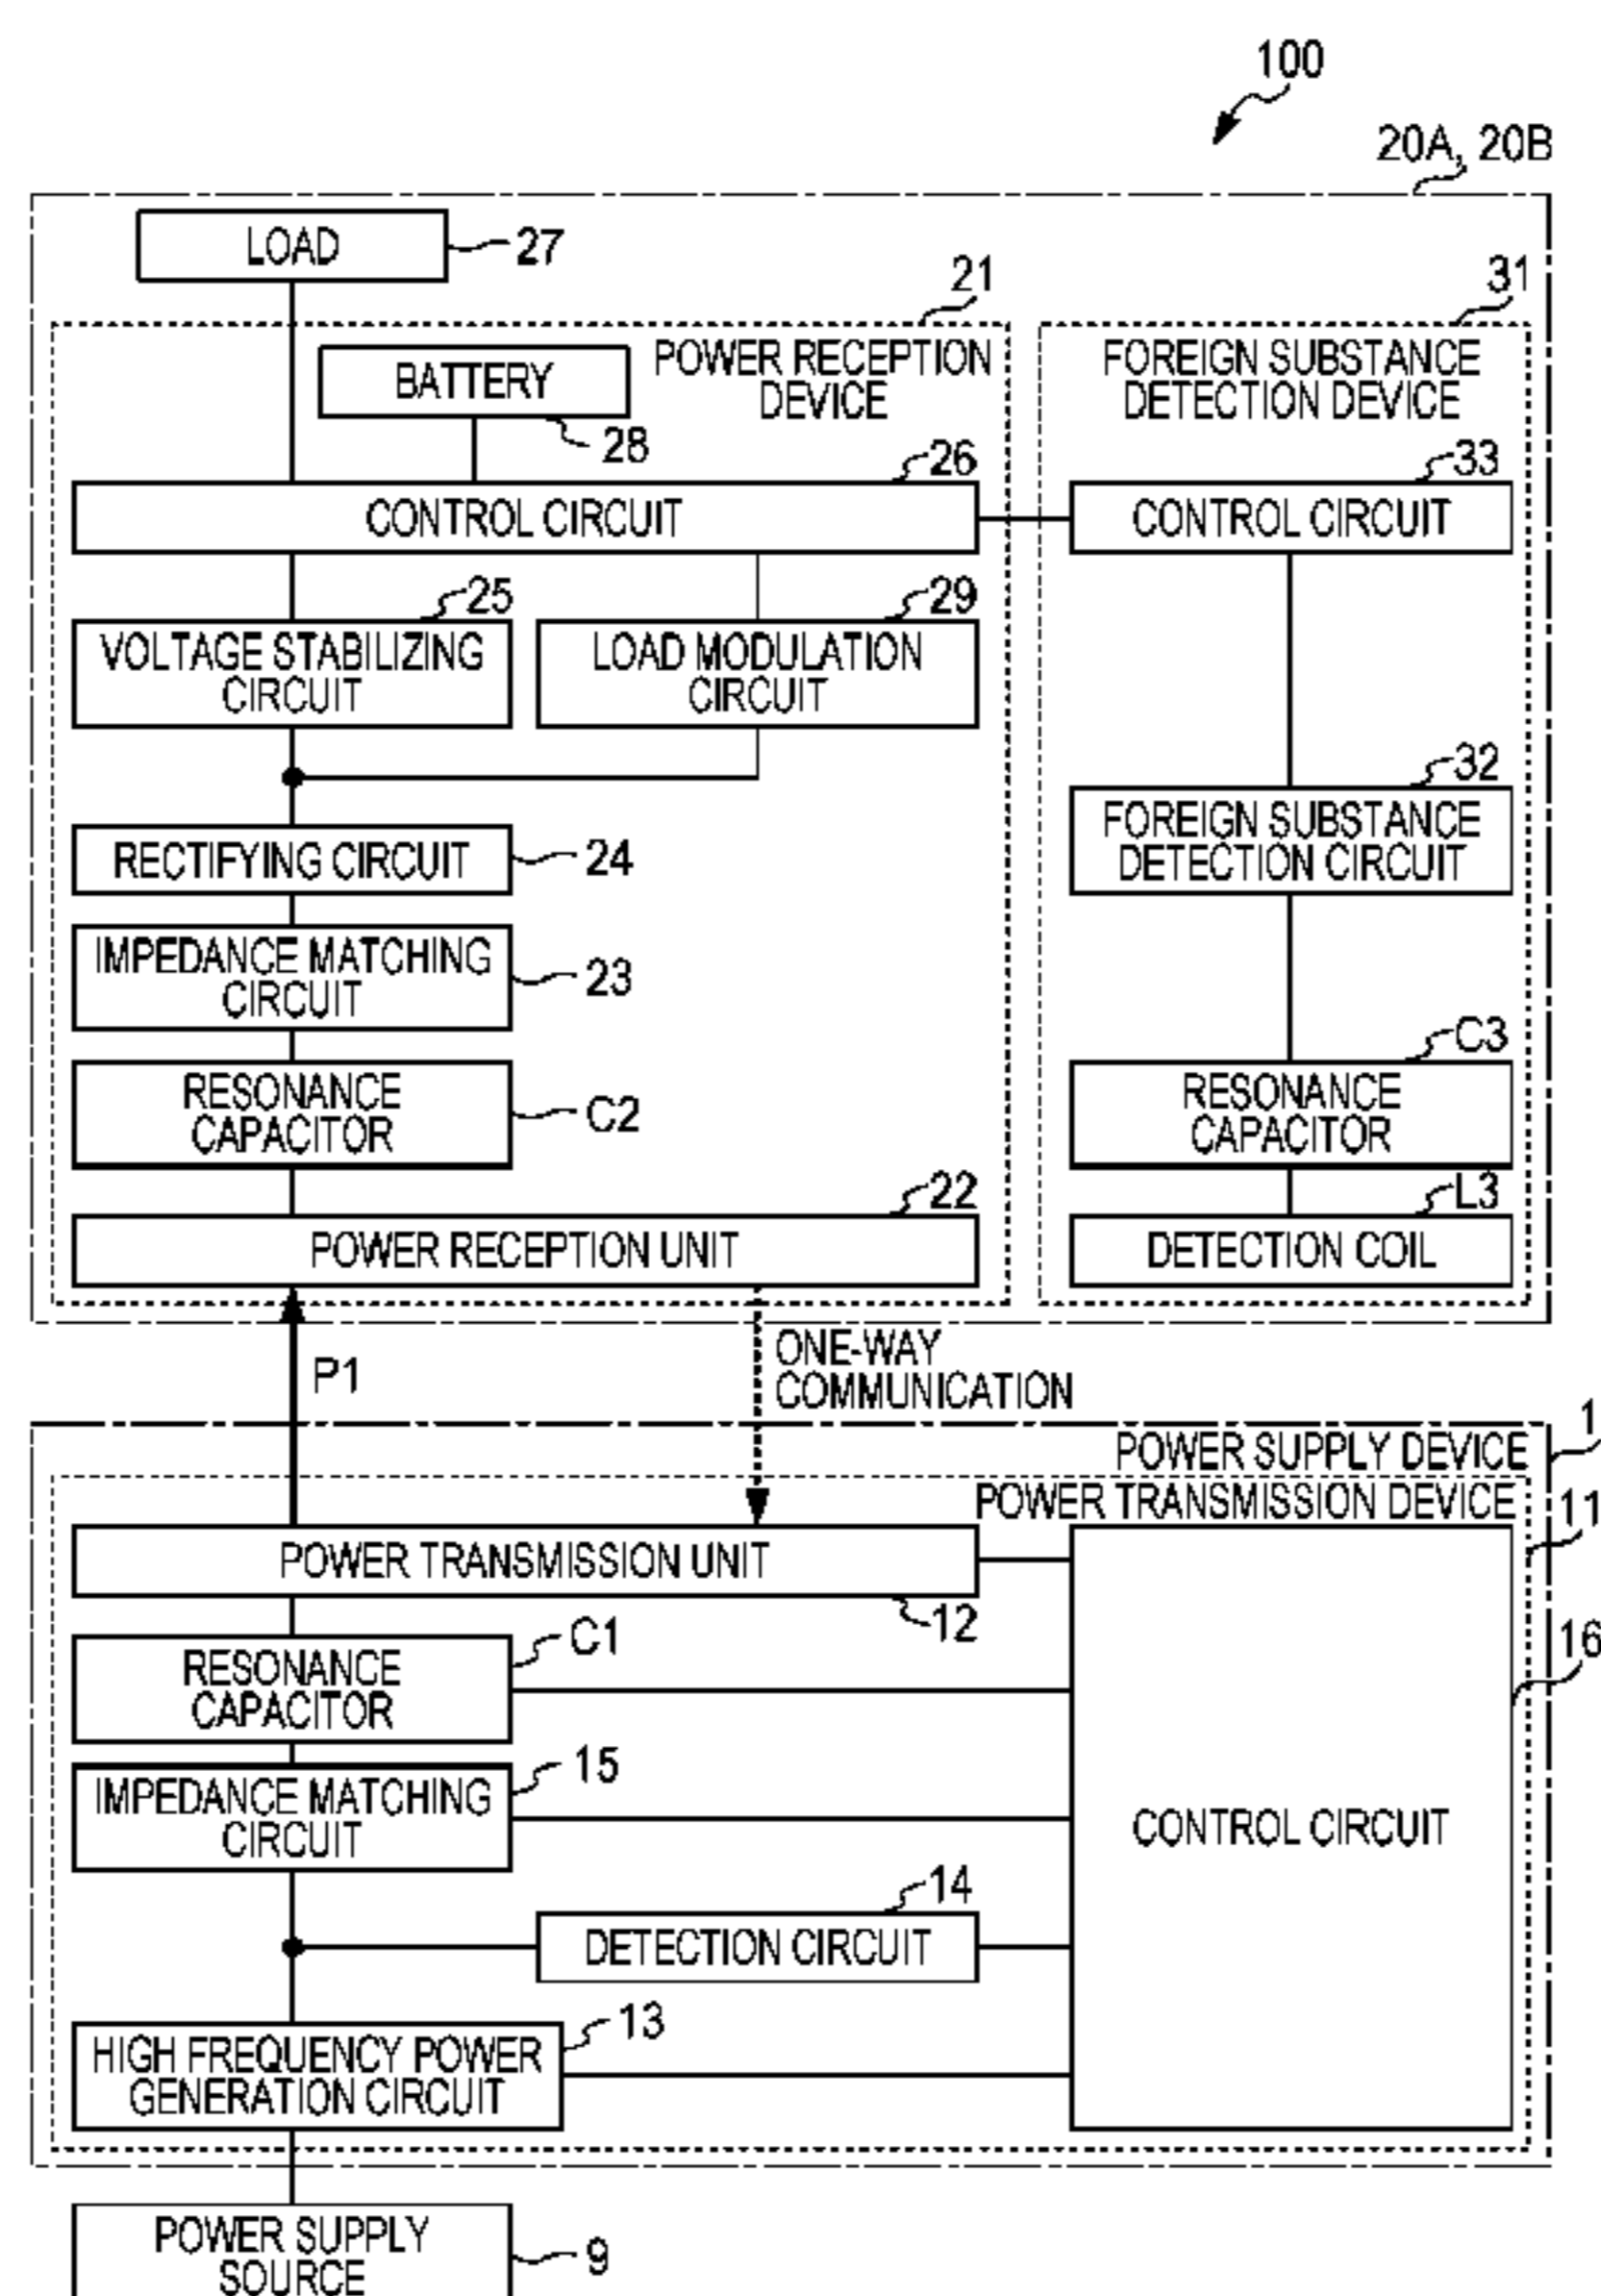 100
20A, 20B
LOAD
27
21
31
BATTERY
28
POWER RECEPTION
DEVICE
FOREIGN SUBSTANCE
DETECTION DEVICE
26
33
CONTROL CIRCUIT
CONTROL CIRCUIT
25
29
VOLTAGE STABILIZING
CIRCUIT
LOAD MODULATION
CIRCUIT
32
FOREIGN SUBSTANCE
DETECTION CIRCUIT
RECTIFYING CIRCUIT
24
IMPEDANCE MATCHING
CIRCUIT
23
C3
RESONANCE
CAPACITOR
C2
RESONANCE
CAPACITOR
22
L3
POWER RECEPTION UNIT
DETECTION COIL
P1
ONE-WAY
COMMUNICATION
1
POWER SUPPLY DEVICE
POWER TRANSMISSION DEVICE
11
POWER TRANSMISSION UNIT
12
C1
16
RESONANCE
CAPACITOR
15
IMPEDANCE MATCHING
CIRCUIT
CONTROL CIRCUIT
14
DETECTION CIRCUIT
13
HIGH FREQUENCY POWER
GENERATION CIRCUIT
POWER SUPPLY
SOURCE
9